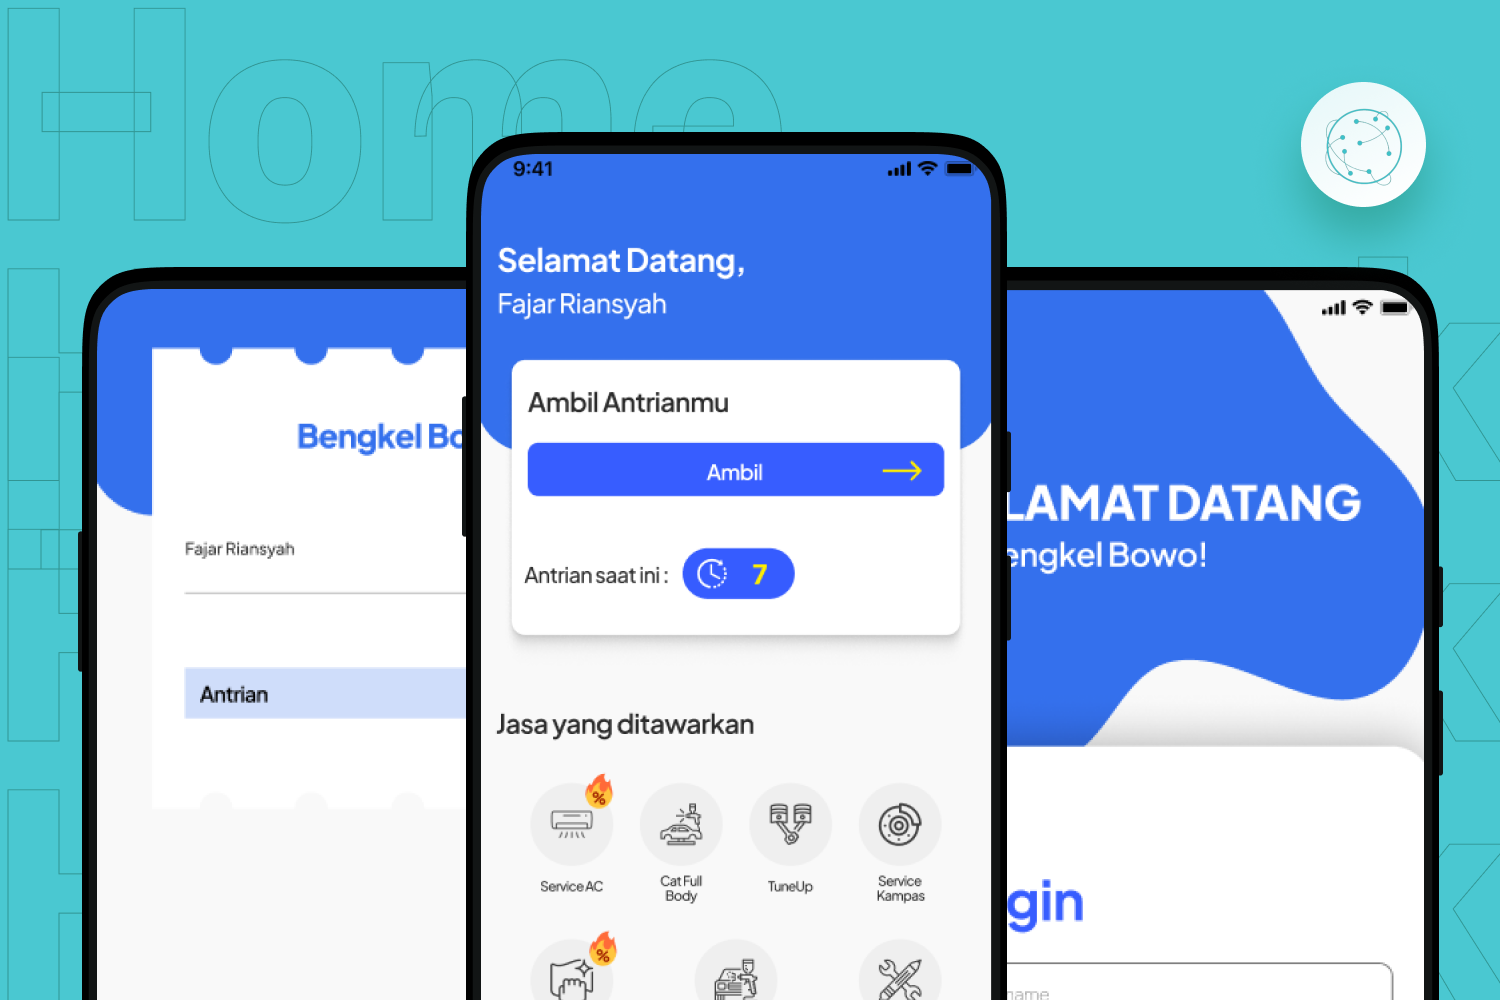 Home
9:41
Selamat Datang,
Fajar Riansyah
Ambil Antrianmu
Ambil
Antrian saat ini :
7
Jasa yang ditawarkan
%
Service AC
Cat Full
Body
TuneUp
Service
Kampas
%
Bengkel Bo
Fajar Riansyah
Antrian
LAMAT DATANG
engkel Bowo!
gin
name